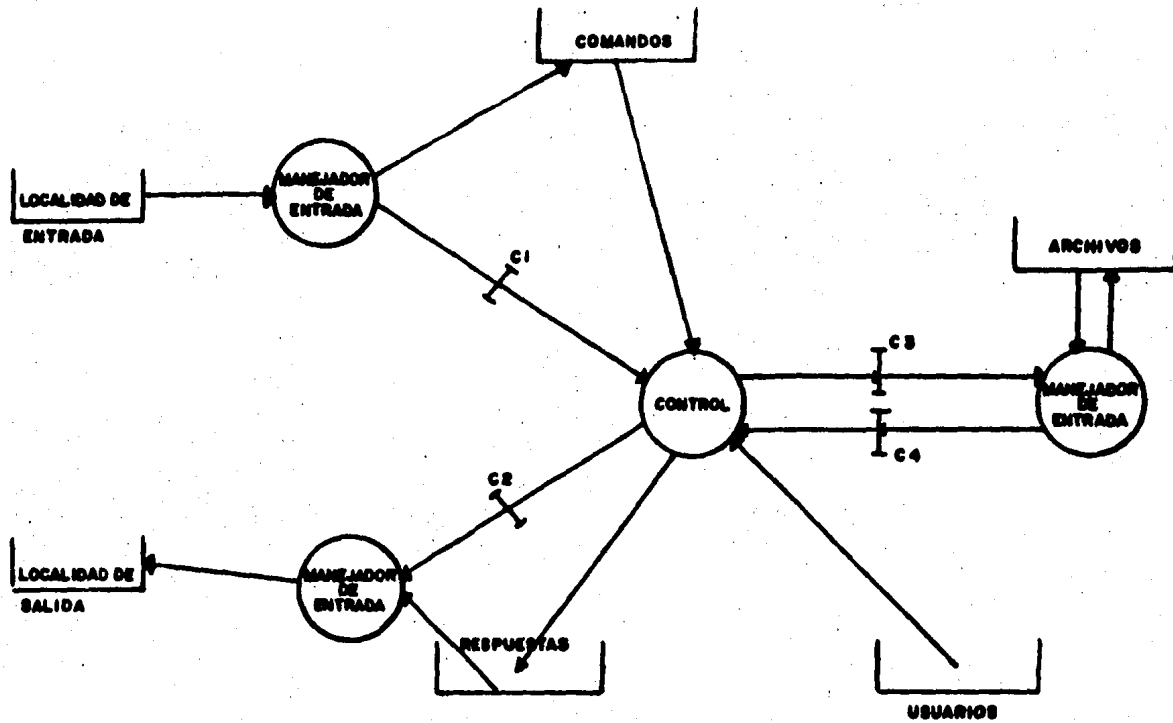 COMANDOS
LOCALIDAD DE
ENTRADA
MANEJADOR
DE
ENTRADA
C1
ARCHIVOS
C3
CONTROL
MANEJADOR
DE
ENTRADA
C4
C2
LOCALIDAD DE
SALIDA
MANEJADOR
DE
ENTRADA
RESPUESTAS
USUARIOS